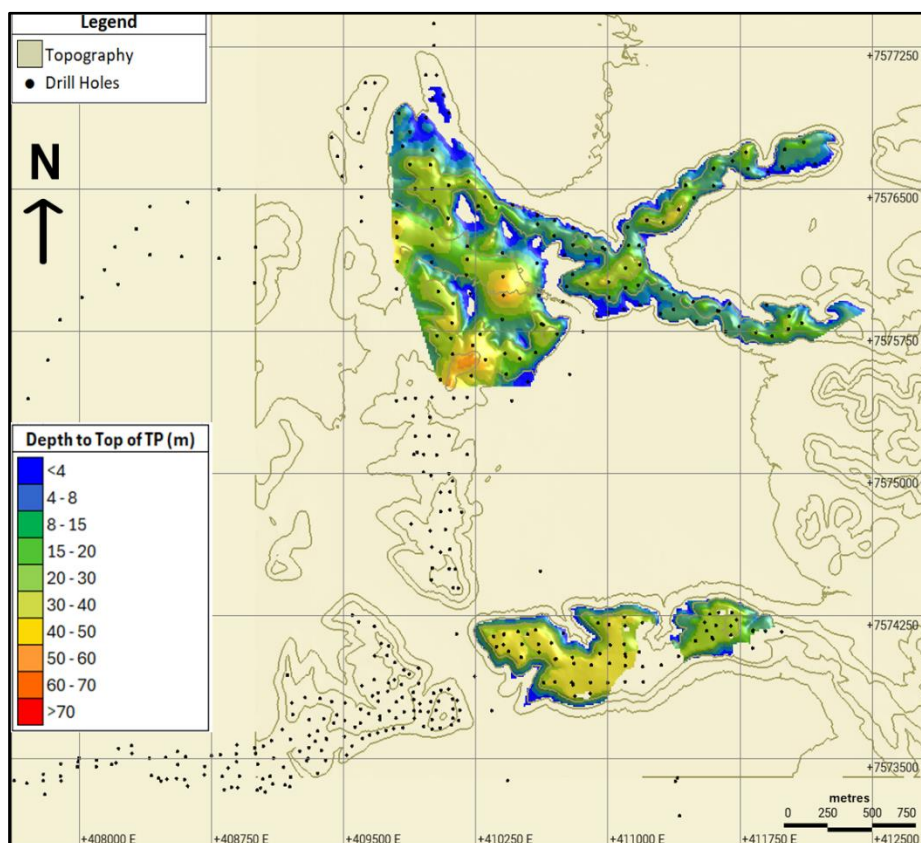 Legend
Topography
Drill Holes
N
+7577250
+7576500
+7575750
Depth to Top of TP (m)
<4
4 - 8
8 - 15
15 - 20
20 - 30
30 - 40
40 - 50
50 - 60
60 - 70
>70
+7575000
+7574250
+7573500
metres
0 250 500 750
+408000 E
+408750 E
+409500 E
+410250 E
+411000 E
+411750 E
+412500